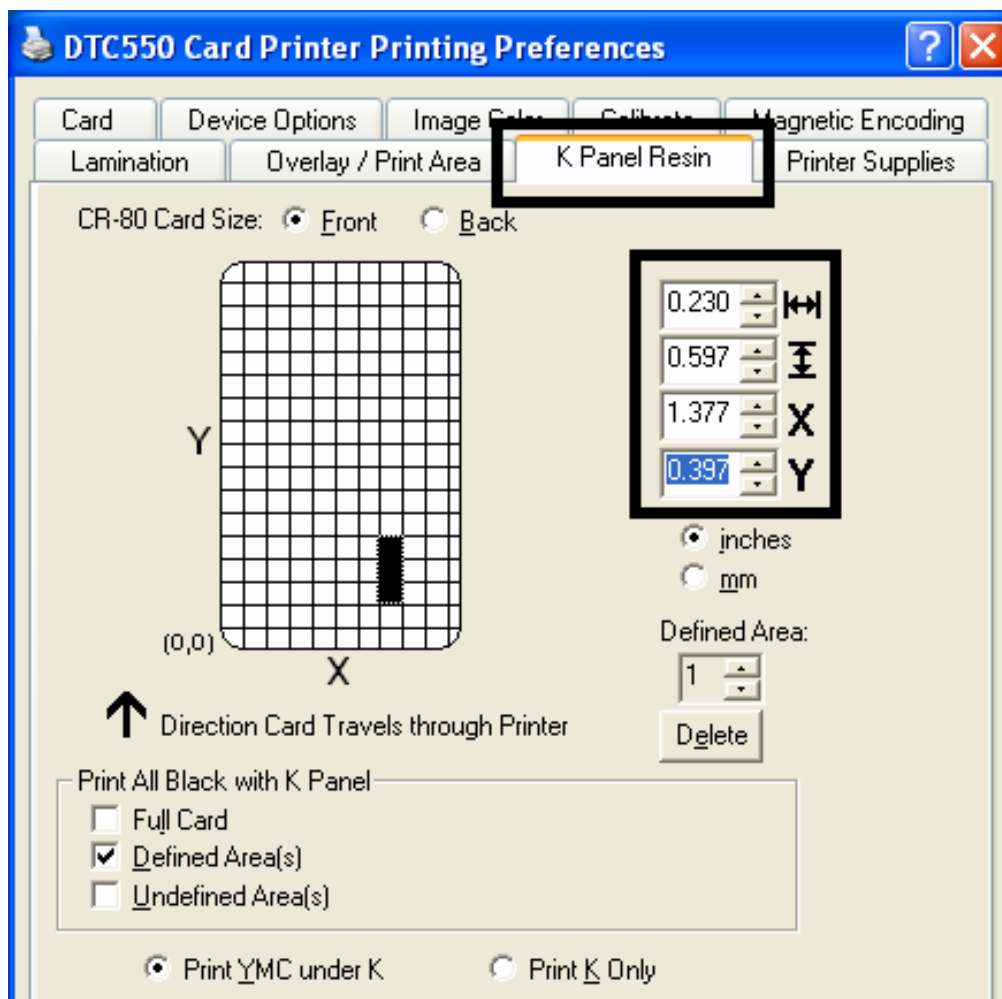 DTC550 Card Printer Printing Preferences
Card Device Options Image Color Calibrate Magnetic Encoding
Lamination Overlay / Print Area K Panel Resin Printer Supplies
CR-80 Card Size: Front Back
0.230
0.597
1.377 X
0.397 Y
Y
inches
mm
(0,0)
X
Defined Area:
1
Direction Card Travels through Printer
Delete
Print All Black with K Panel
Full Card
Defined Area(s)
Undefined Area(s)
Print YMC under K Print K Only